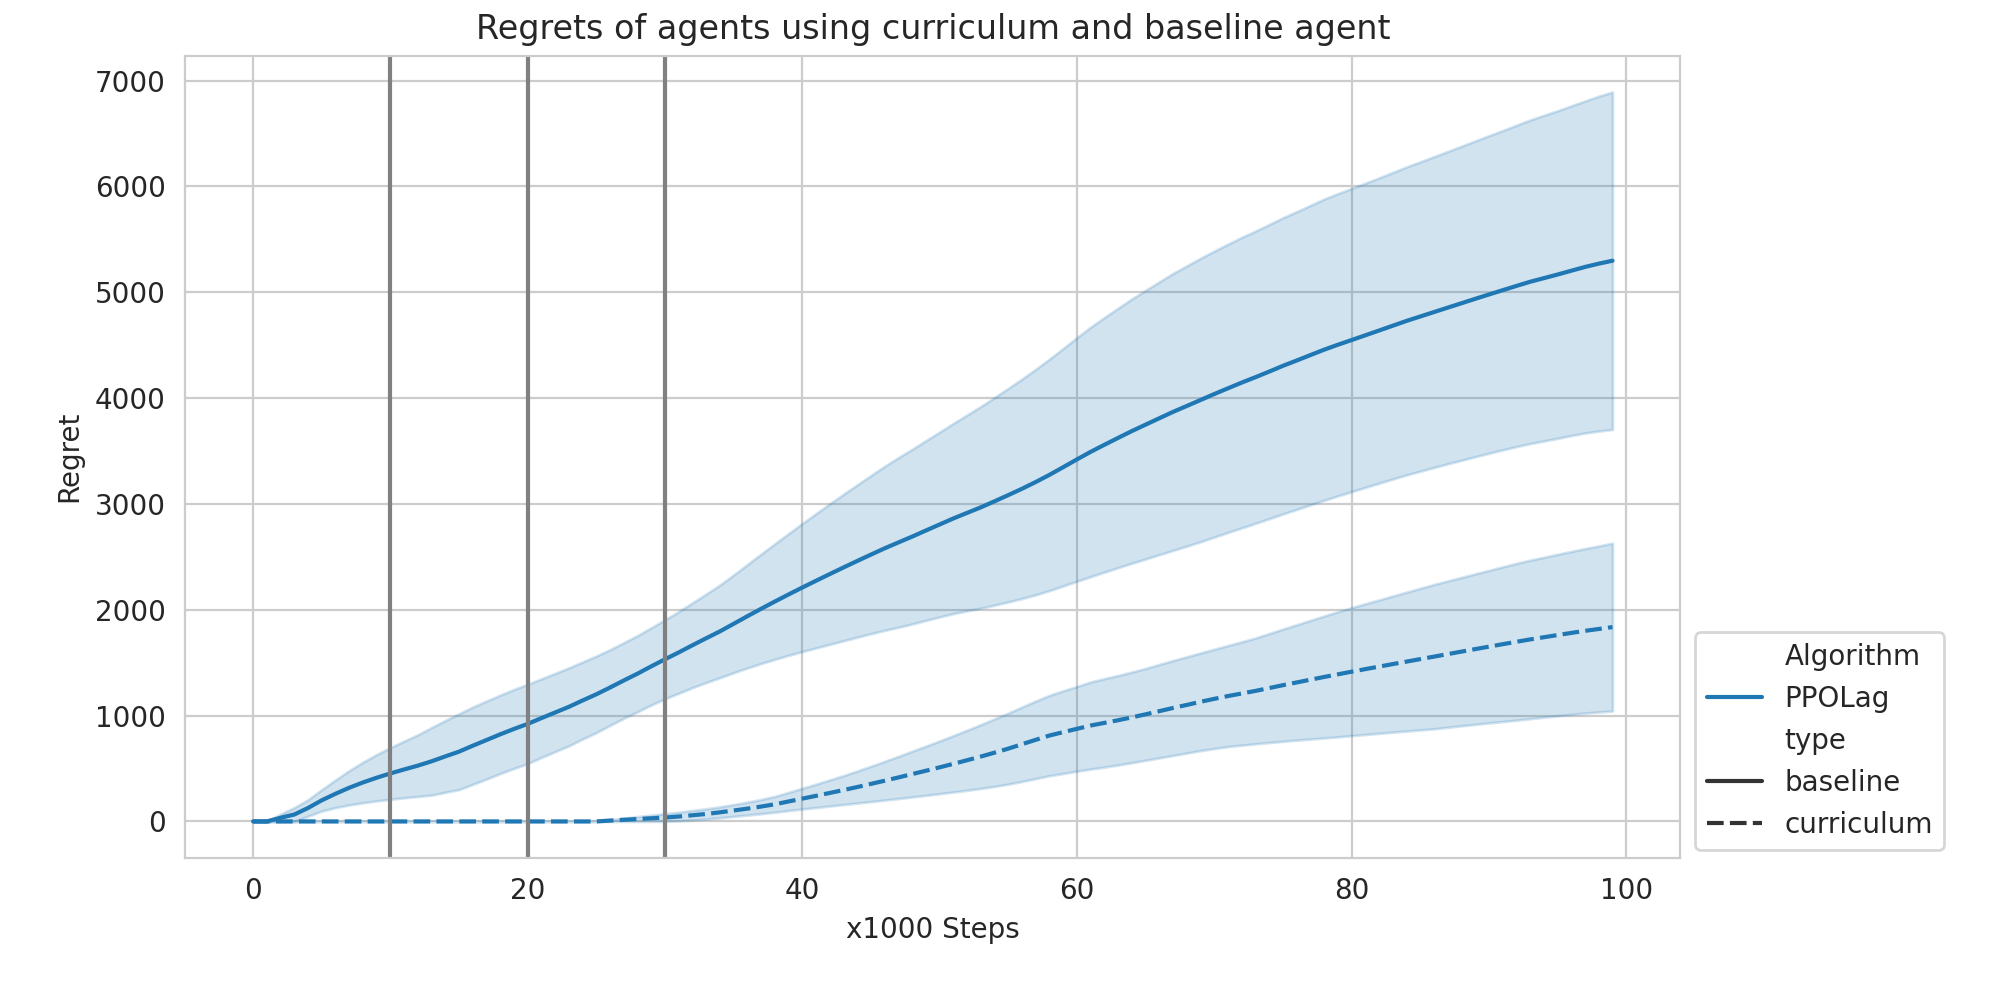 Regrets of agents using curriculum and baseline agent
7000
6000
5000
4000
3000
2000
1000
0
Regret
0 20 40 60 80 100
x1000 Steps
Algorithm
PPOLag
type
baseline
curriculum